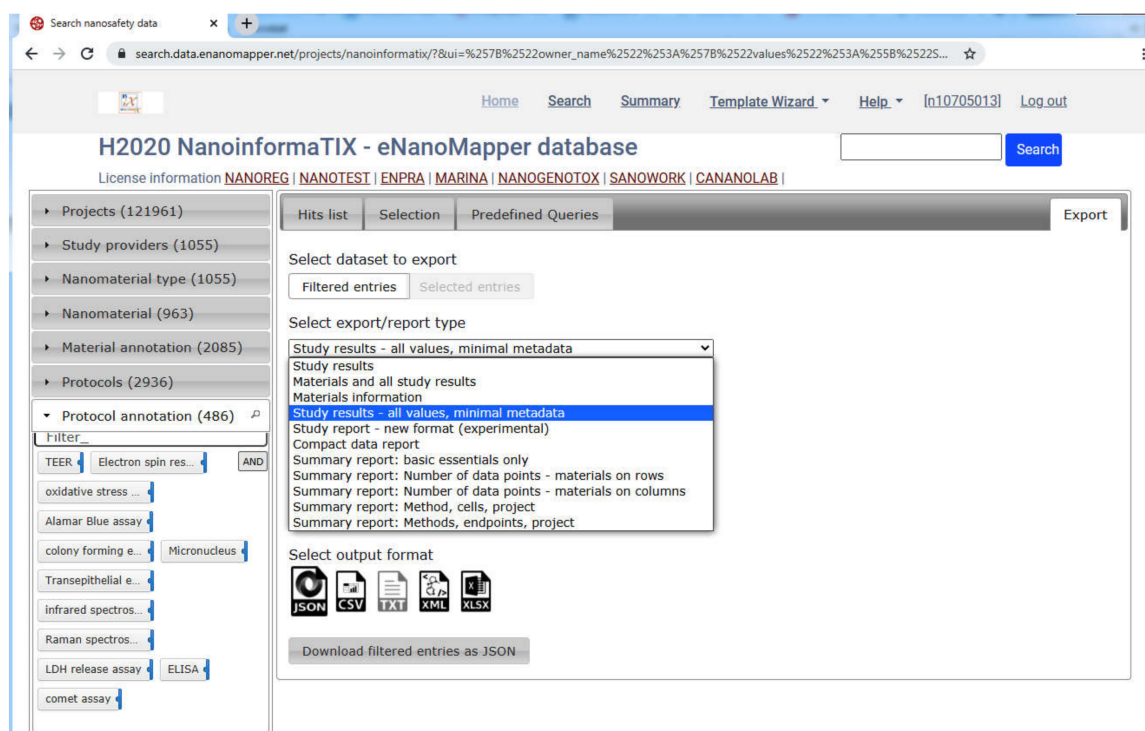 Search nanosafety data × +
search.data.enanomapper.net/projects/nanoinformatix/?&ui=%257B%2522owner_name%2522%253A%257B%2522values%2522%253A%255B%2522S...
Home Search Summary Template Wizard Help [n10705013] Log out
H2020 NanoinformaTIX - eNanoMapper database
Search
License information NANOREG | NANOTEST | ENPRA | MARINA | NANOGENOTOX | SANOWORK | CANANOLAB |
Projects (121961)
Study providers (1055)
Nanomaterial type (1055)
Nanomaterial (963)
Material annotation (2085)
Protocols (2936)
Protocol annotation (486)
Filter_
TEER Electron spin res... AND
oxidative stress ...
Alamar Blue assay
colony forming e... Micronucleus
Transepithelial e...
infrared spectros...
Raman spectros...
LDH release assay ELISA
comet assay
Hits list Selection Predefined Queries Export
Select dataset to export
Filtered entries Selected entries
Select export/report type
Study results - all values, minimal metadata
Study results
Materials and all study results
Materials information
Study results - all values, minimal metadata
Study report - new format (experimental)
Compact data report
Summary report: basic essentials only
Summary report: Number of data points - materials on rows
Summary report: Number of data points - materials on columns
Summary report: Method, cells, project
Summary report: Methods, endpoints, project
Select output format
JSON CSV TXT XML XLSX
Download filtered entries as JSON